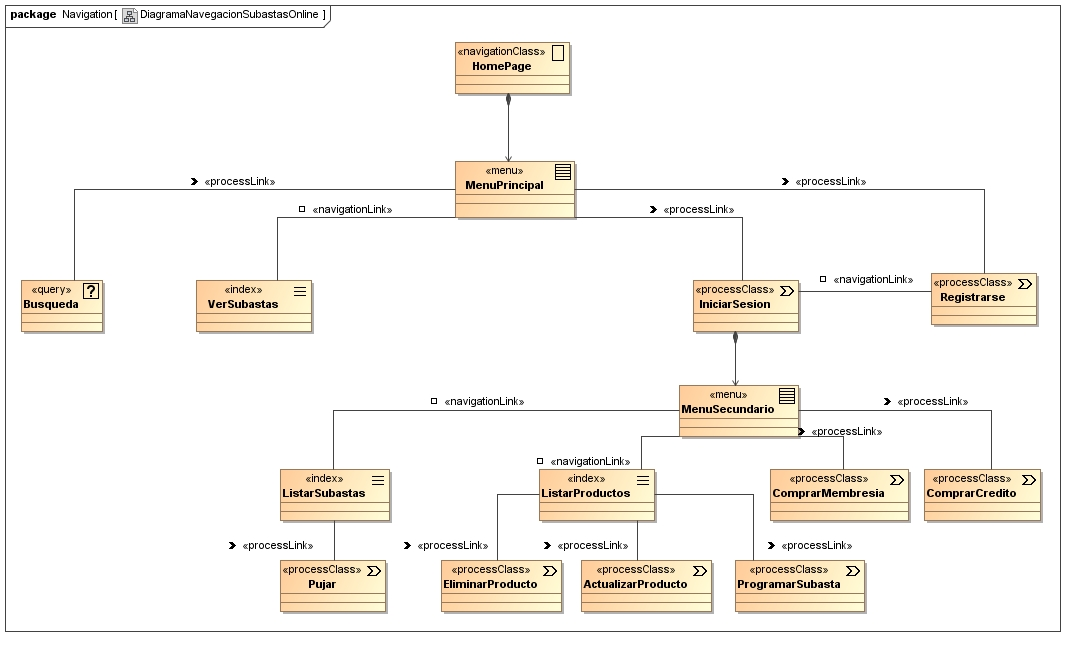 package Navigation [ DiagramaNavegacionSubastasOnline ]
«navigationClass»
HomePage
«menu»
MenuPrincipal
«processLink»
«processLink»
«navigationLink»
«processLink»
«query»
?
Busqueda
«index»
VerSubastas
«processClass»
IniciarSesion
«navigationLink»
«processClass»
Registrarse
«menu»
MenuSecundario
«navigationLink»
«processLink»
«processLink»
«navigationLink»
«index»
ListarSubastas
«index»
ListarProductos
«processClass»
ComprarMembresia
«processClass»
ComprarCredito
«processLink»
«processLink»
«processLink»
«processLink»
«processClass»
Pujar
«processClass»
EliminarProducto
«processClass»
ActualizarProducto
«processClass»
ProgramarSubasta